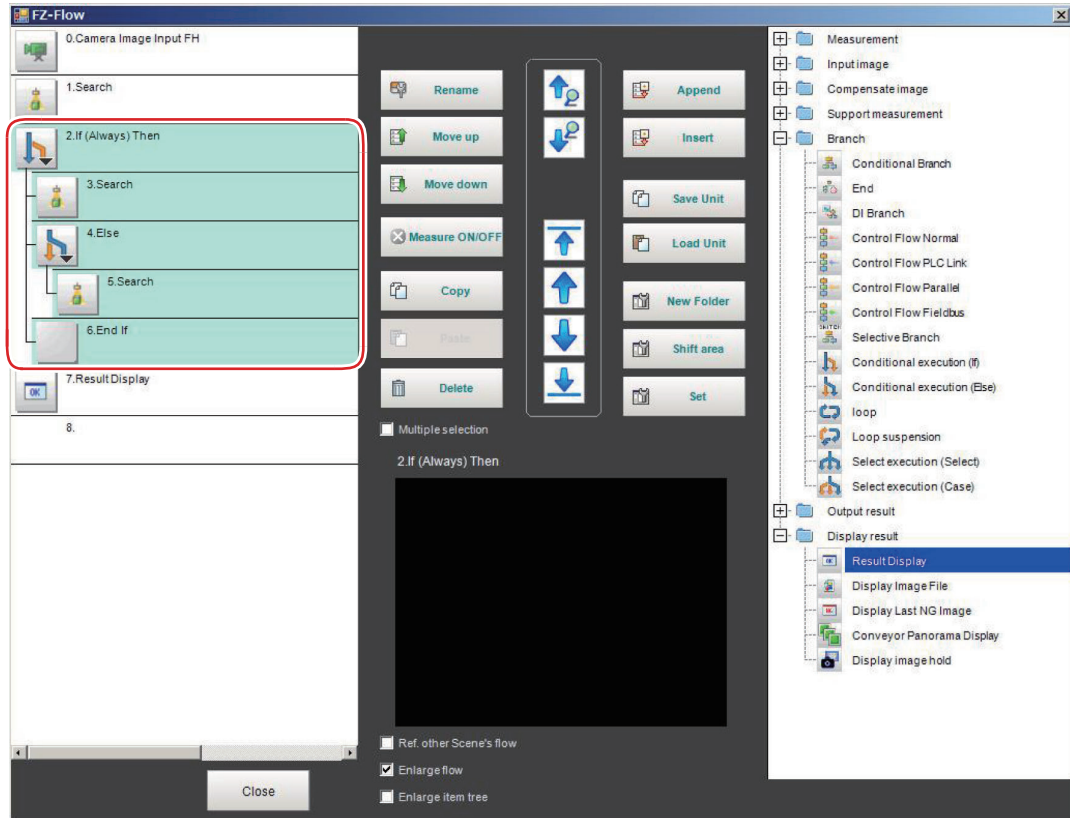 FZ-Flow
0.Camera Image Input FH
1.Search
2.If (Always) Then
3.Search
4.Else
5.Search
6.End If
7.Result Display
OK
8.
Close
Rename
Move up
Move down
Measure ON/OFF
Copy
Paste
Delete
Append
Insert
Save Unit
Load Unit
New Folder
Shift area
Set
Multiple selection
2.If (Always) Then
Ref. other Scene's flow
Enlarge flow
Enlarge item tree
Measurement
Input image
Compensate image
Support measurement
Branch
Conditional Branch
End
DI Branch
Control Flow Normal
Control Flow PLC Link
Control Flow Parallel
Control Flow Fieldbus
Selective Branch
Conditional execution (If)
Conditional execution (Else)
loop
Loop suspension
Select execution (Select)
Select execution (Case)
Output result
Display result
Result Display
Display Image File
Display Last NG Image
Conveyor Panorama Display
Display image hold